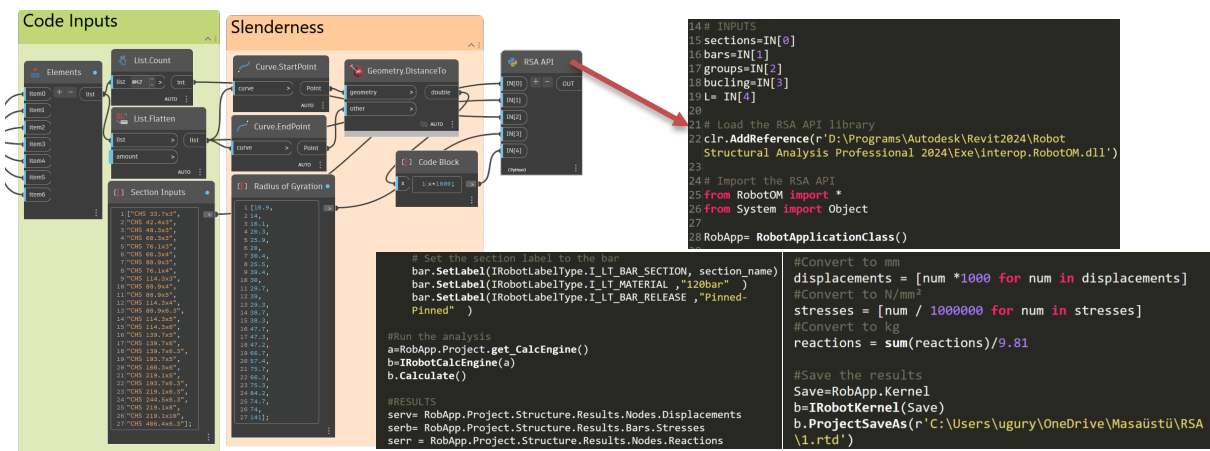 Code Inputs
Elements
Item0 + - list
Item1
Item2
Item3
Item4
Item5
Item6
List.Count
list @L2 > int
AUTO
List.Flatten
list > list
amount >
AUTO
Section Inputs
1 ["CHS 33.7x3",
2 "CHS 42.4x3",
3 "CHS 48.3x3",
4 "CHS 60.3x3",
5 "CHS 76.1x3",
6 "CHS 60.3x4",
7 "CHS 88.9x3",
8 "CHS 76.1x4",
9 "CHS 114.3x3",
10 "CHS 88.9x4",
11 "CHS 88.9x5",
12 "CHS 114.3x4",
13 "CHS 88.9x6.3",
14 "CHS 114.3x5",
15 "CHS 114.3x6",
16 "CHS 139.7x5",
17 "CHS 139.7x6",
18 "CHS 139.7x6.3",
19 "CHS 193.7x5",
20 "CHS 168.3x6",
21 "CHS 219.1x5",
22 "CHS 193.7x6.3",
23 "CHS 219.1x6.3",
24 "CHS 244.5x6.3",
25 "CHS 219.1x8",
26 "CHS 219.1x10",
27 "CHS 406.4x6.3"];
Slenderness
Curve.StartPoint
curve > Point
AUTO
Curve.EndPoint
curve > Point
AUTO
Geometry.DistanceTo
geometry > double
other >
AUTO
Radius of Gyration
1 [10.9,
2 14,
3 16.1,
4 20.3,
5 25.9,
6 20,
7 30.4,
8 25.5,
9 39.4,
10 30,
11 29.7,
12 39,
13 29.3,
14 38.7,
15 38.3,
16 47.7,
17 47.3,
18 47.2,
19 66.7,
20 57.4,
21 75.7,
22 66.3,
23 75.3,
24 84.2,
25 74.7,
26 74,
27 141];
Code Block
x 1 x*1000; >
RSA API
IN[0] + - OUT
IN[1]
IN[2]
IN[3]
IN[4]
CPython3
14 # INPUTS
15 sections=IN[0]
16 bars=IN[1]
17 groups=IN[2]
18 bucling=IN[3]
19 L= IN[4]
20
21 # Load the RSA API library
22 clr.AddReference(r'D:\Programs\Autodesk\Revit2024\Robot
Structural Analysis Professional 2024\Exe\interop.RobotOM.dll')
23
24 # Import the RSA API
25 from RobotOM import *
26 from System import Object
27
28 RobApp= RobotApplicationClass()
# Set the section label to the bar
bar.SetLabel(IRobotLabelType.I_LT_BAR_SECTION, section_name)
bar.SetLabel(IRobotLabelType.I_LT_MATERIAL ,"120bar" )
bar.SetLabel(IRobotLabelType.I_LT_BAR_RELEASE ,"Pinned-
Pinned" )
#Run the analysis
a=RobApp.Project.get_CalcEngine()
b=IRobotCalcEngine(a)
b.Calculate()
#RESULTS
serv= RobApp.Project.Structure.Results.Nodes.Displacements
serb= RobApp.Project.Structure.Results.Bars.Stresses
serr = RobApp.Project.Structure.Results.Nodes.Reactions
#Convert to mm
displacements = [num *1000 for num in displacements]
#Convert to N/mm²
stresses = [num / 1000000 for num in stresses]
#Convert to kg
reactions = sum(reactions)/9.81
#Save the results
Save=RobApp.Kernel
b=IRobotKernel(Save)
b.ProjectSaveAs(r'C:\Users\ugury\OneDrive\Masaüstü\RSA
\1.rtd')